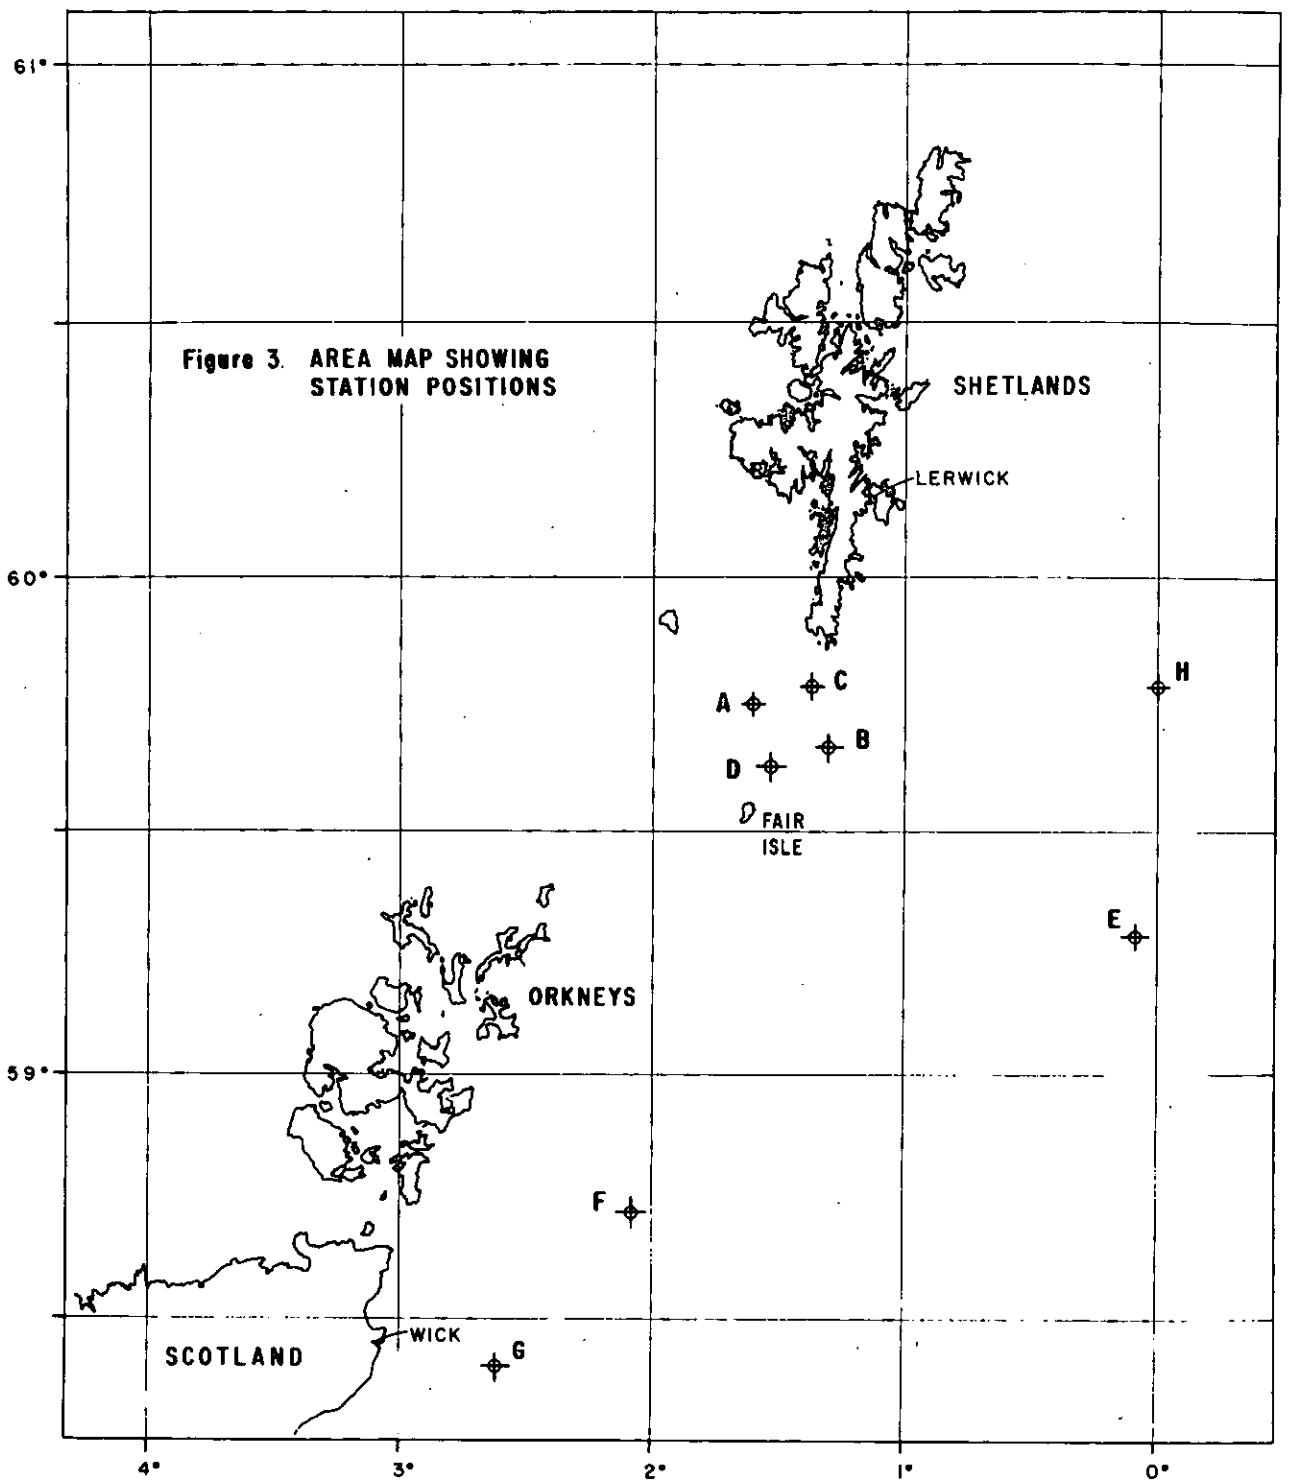 61°
Figure 3. AREA MAP SHOWING
STATION POSITIONS
SHETLANDS
LERWICK
60°
C
H
A
B
D
FAIR
ISLE
E
ORKNEYS
59°
F
WICK
SCOTLAND
G
4° 3° 2° 1° 0°